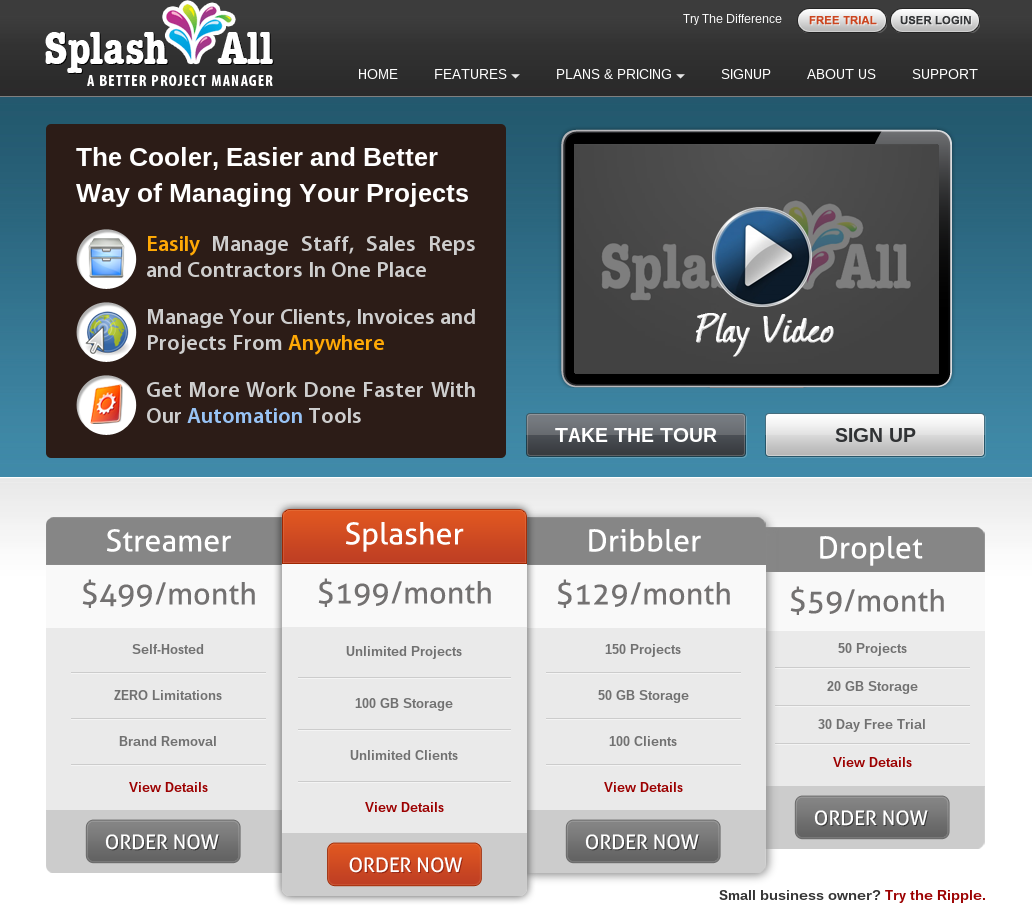 Splash All
A BETTER PROJECT MANAGER
Try The Difference
FREE TRIAL
USER LOGIN
HOME
FEATURES
PLANS & PRICING
SIGNUP
ABOUT US
SUPPORT
The Cooler, Easier and Better
Way of Managing Your Projects
Easily Manage Staff, Sales Reps
and Contractors In One Place
Manage Your Clients, Invoices and
Projects From Anywhere
Get More Work Done Faster With
Our Automation Tools
Splash All
Play Video
TAKE THE TOUR
SIGN UP
Streamer
$499/month
Self-Hosted
ZERO Limitations
Brand Removal
View Details
ORDER NOW
Splasher
$199/month
Unlimited Projects
100 GB Storage
Unlimited Clients
View Details
ORDER NOW
Dribbler
$129/month
150 Projects
50 GB Storage
100 Clients
View Details
ORDER NOW
Droplet
$59/month
50 Projects
20 GB Storage
30 Day Free Trial
View Details
ORDER NOW
Small business owner? Try the Ripple.